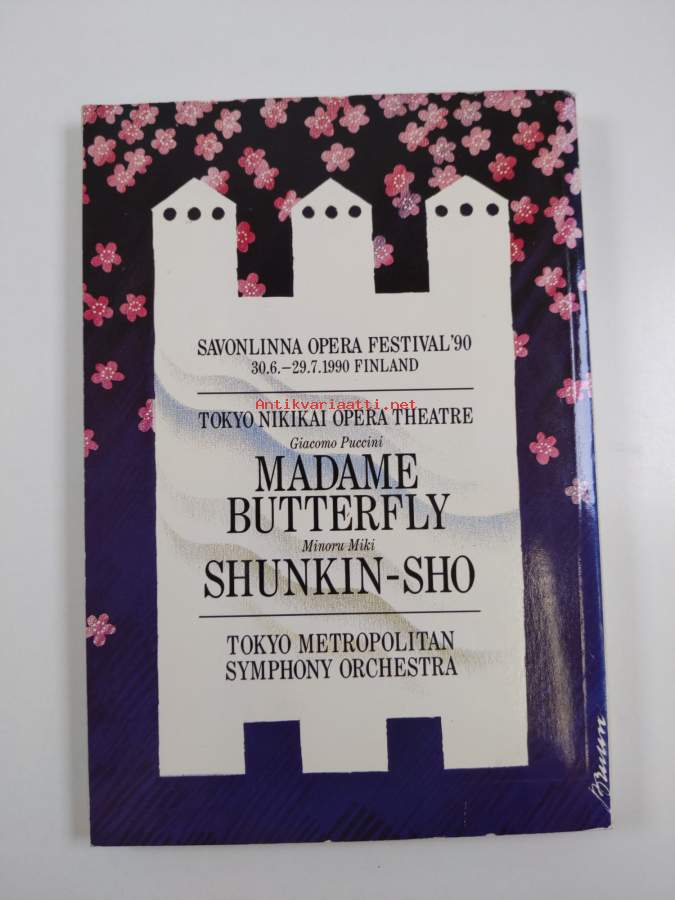 SAVONLINNA OPERA FESTIVAL'90
30.6.–29.7.1990 FINLAND
Antikvariaatti.net
TOKYO NIKIKAI OPERA THEATRE
Giacomo Puccini
MADAME
BUTTERFLY
Minoru Miki
SHUNKIN-SHO
TOKYO METROPOLITAN
SYMPHONY ORCHESTRA
Bruun